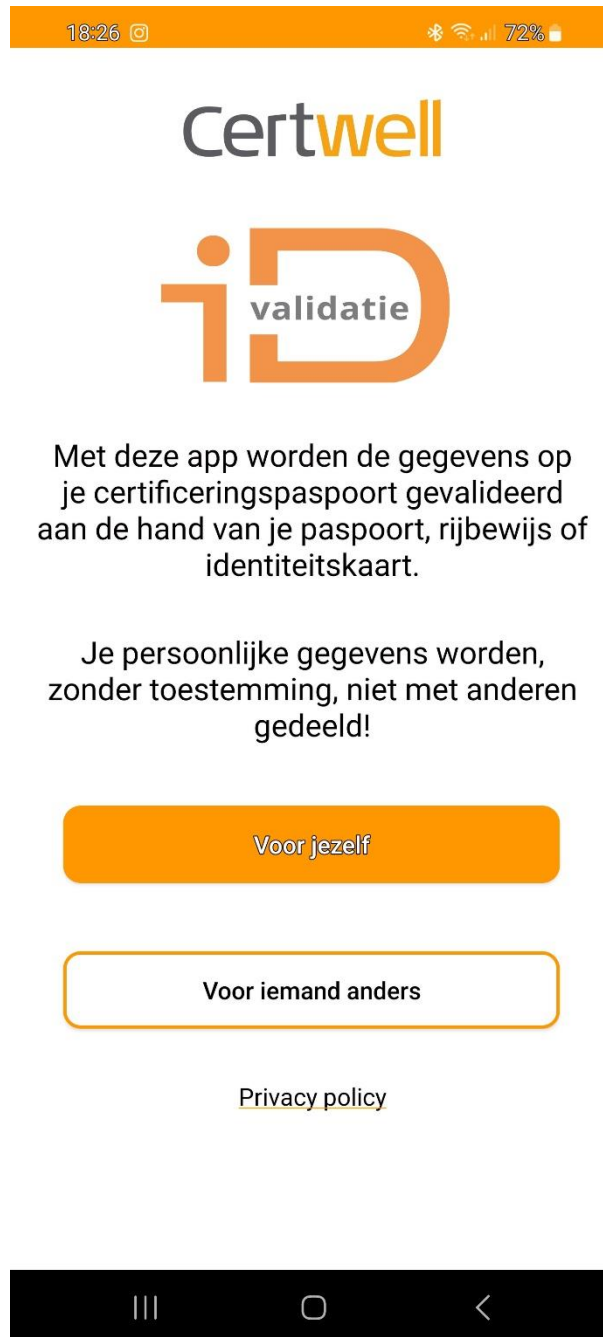 18:26 72%
Certwell
iD
validatie
Met deze app worden de gegevens op
je certificeringspaspoort gevalideerd
aan de hand van je paspoort, rijbewijs of
identiteitskaart.
Je persoonlijke gegevens worden,
zonder toestemming, niet met anderen
gedeeld!
Voor jezelf
Voor iemand anders
Privacy policy